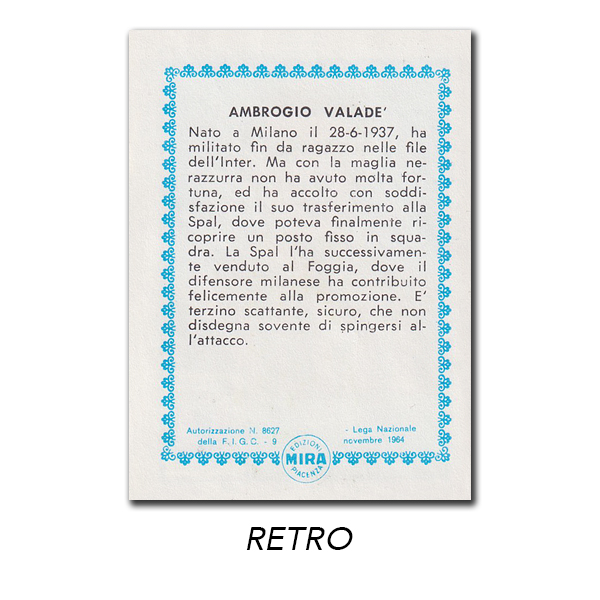 AMBROGIO VALADE'
Nato a Milano il 28-6-1937, ha
militato fin da ragazzo nelle file
dell'Inter. Ma con la maglia ne-
razzurra non ha avuto molta for-
tuna, ed ha accolto con soddi-
sfazione il suo trasferimento alla
Spal, dove poteva finalmente ri-
coprire un posto fisso in squa-
dra. La Spal l'ha successivamen-
te venduto al Foggia, dove il
difensore milanese ha contribuito
felicemente alla promozione. E'
terzino scattante, sicuro, che non
disdegna sovente di spingersi al-
l'attacco.
Autorizzazione N. 8627 - Lega Nazionale
della F.I.G.C. - 9 novembre 1964
EDIZIONI
MIRA
PIACENZA
RETRO